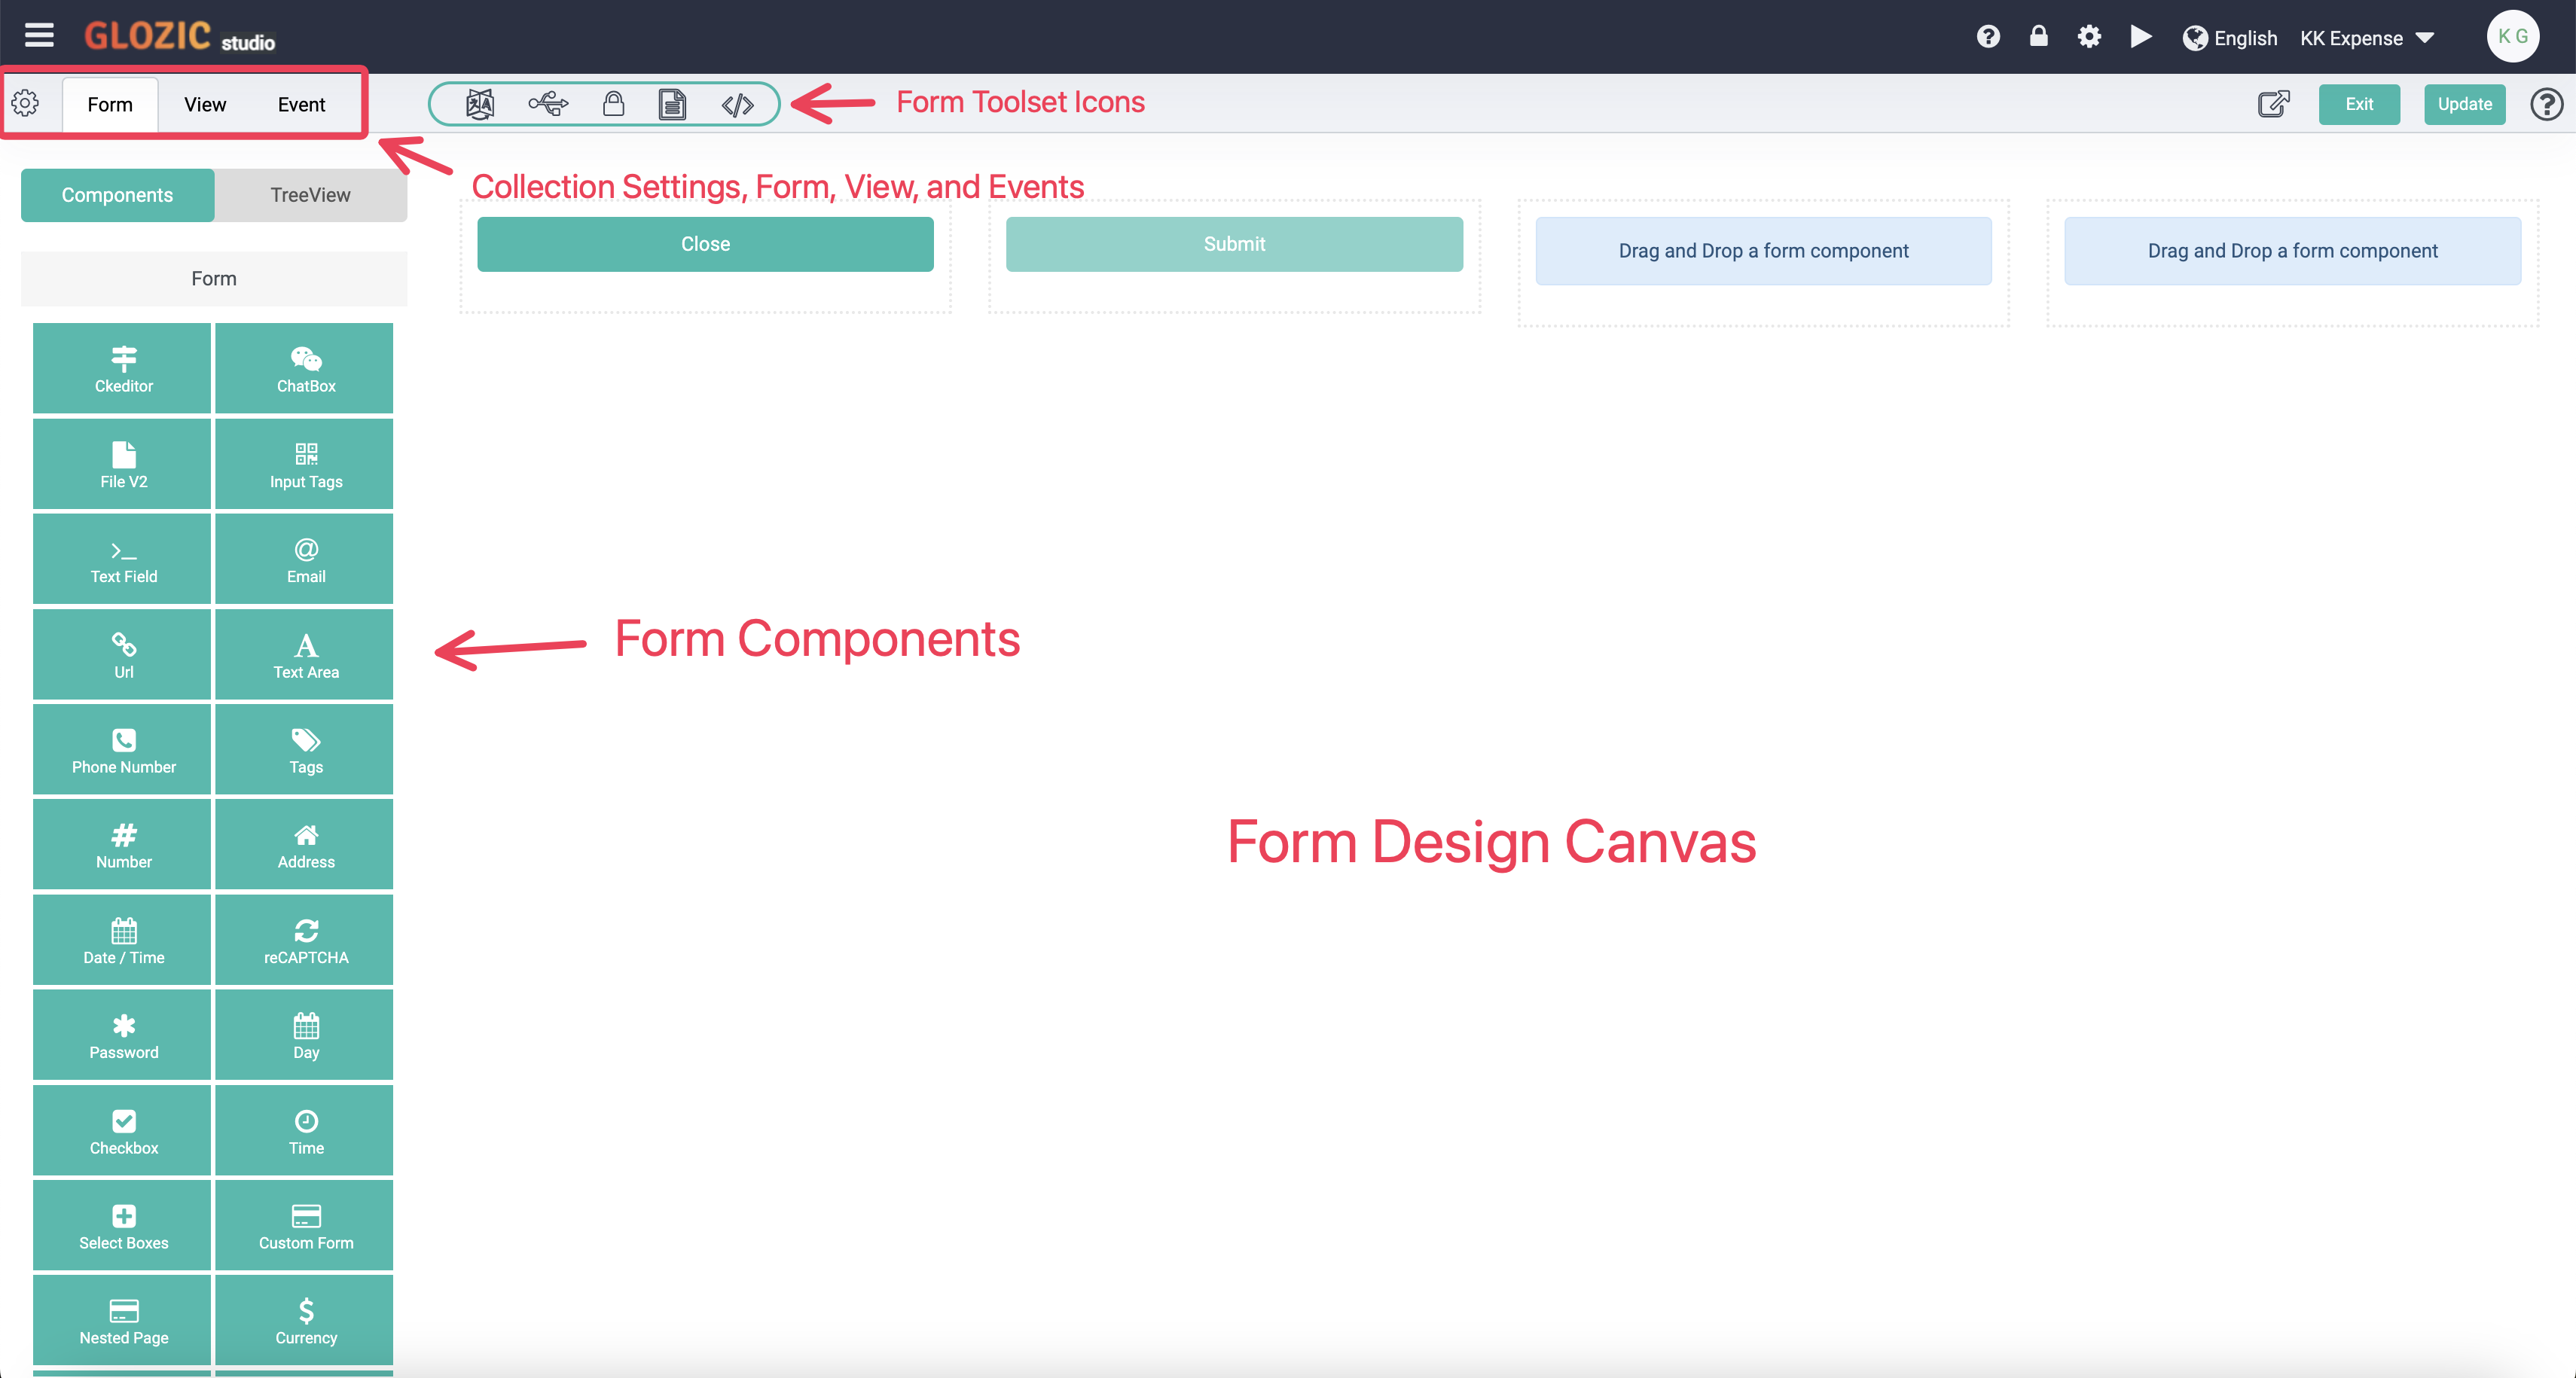 GLOZIC studio
English
KK Expense
K G
Form
View
Event
Form Toolset Icons
Exit
Update
Collection Settings, Form, View, and Events
Components
TreeView
Close
Submit
Drag and Drop a form component
Drag and Drop a form component
Form
Ckeditor
ChatBox
File V2
Input Tags
Text Field
Email
Url
Text Area
Form Components
Phone Number
Tags
Number
Address
Form Design Canvas
Date / Time
reCAPTCHA
Password
Day
Checkbox
Time
Select Boxes
Custom Form
Nested Page
Currency